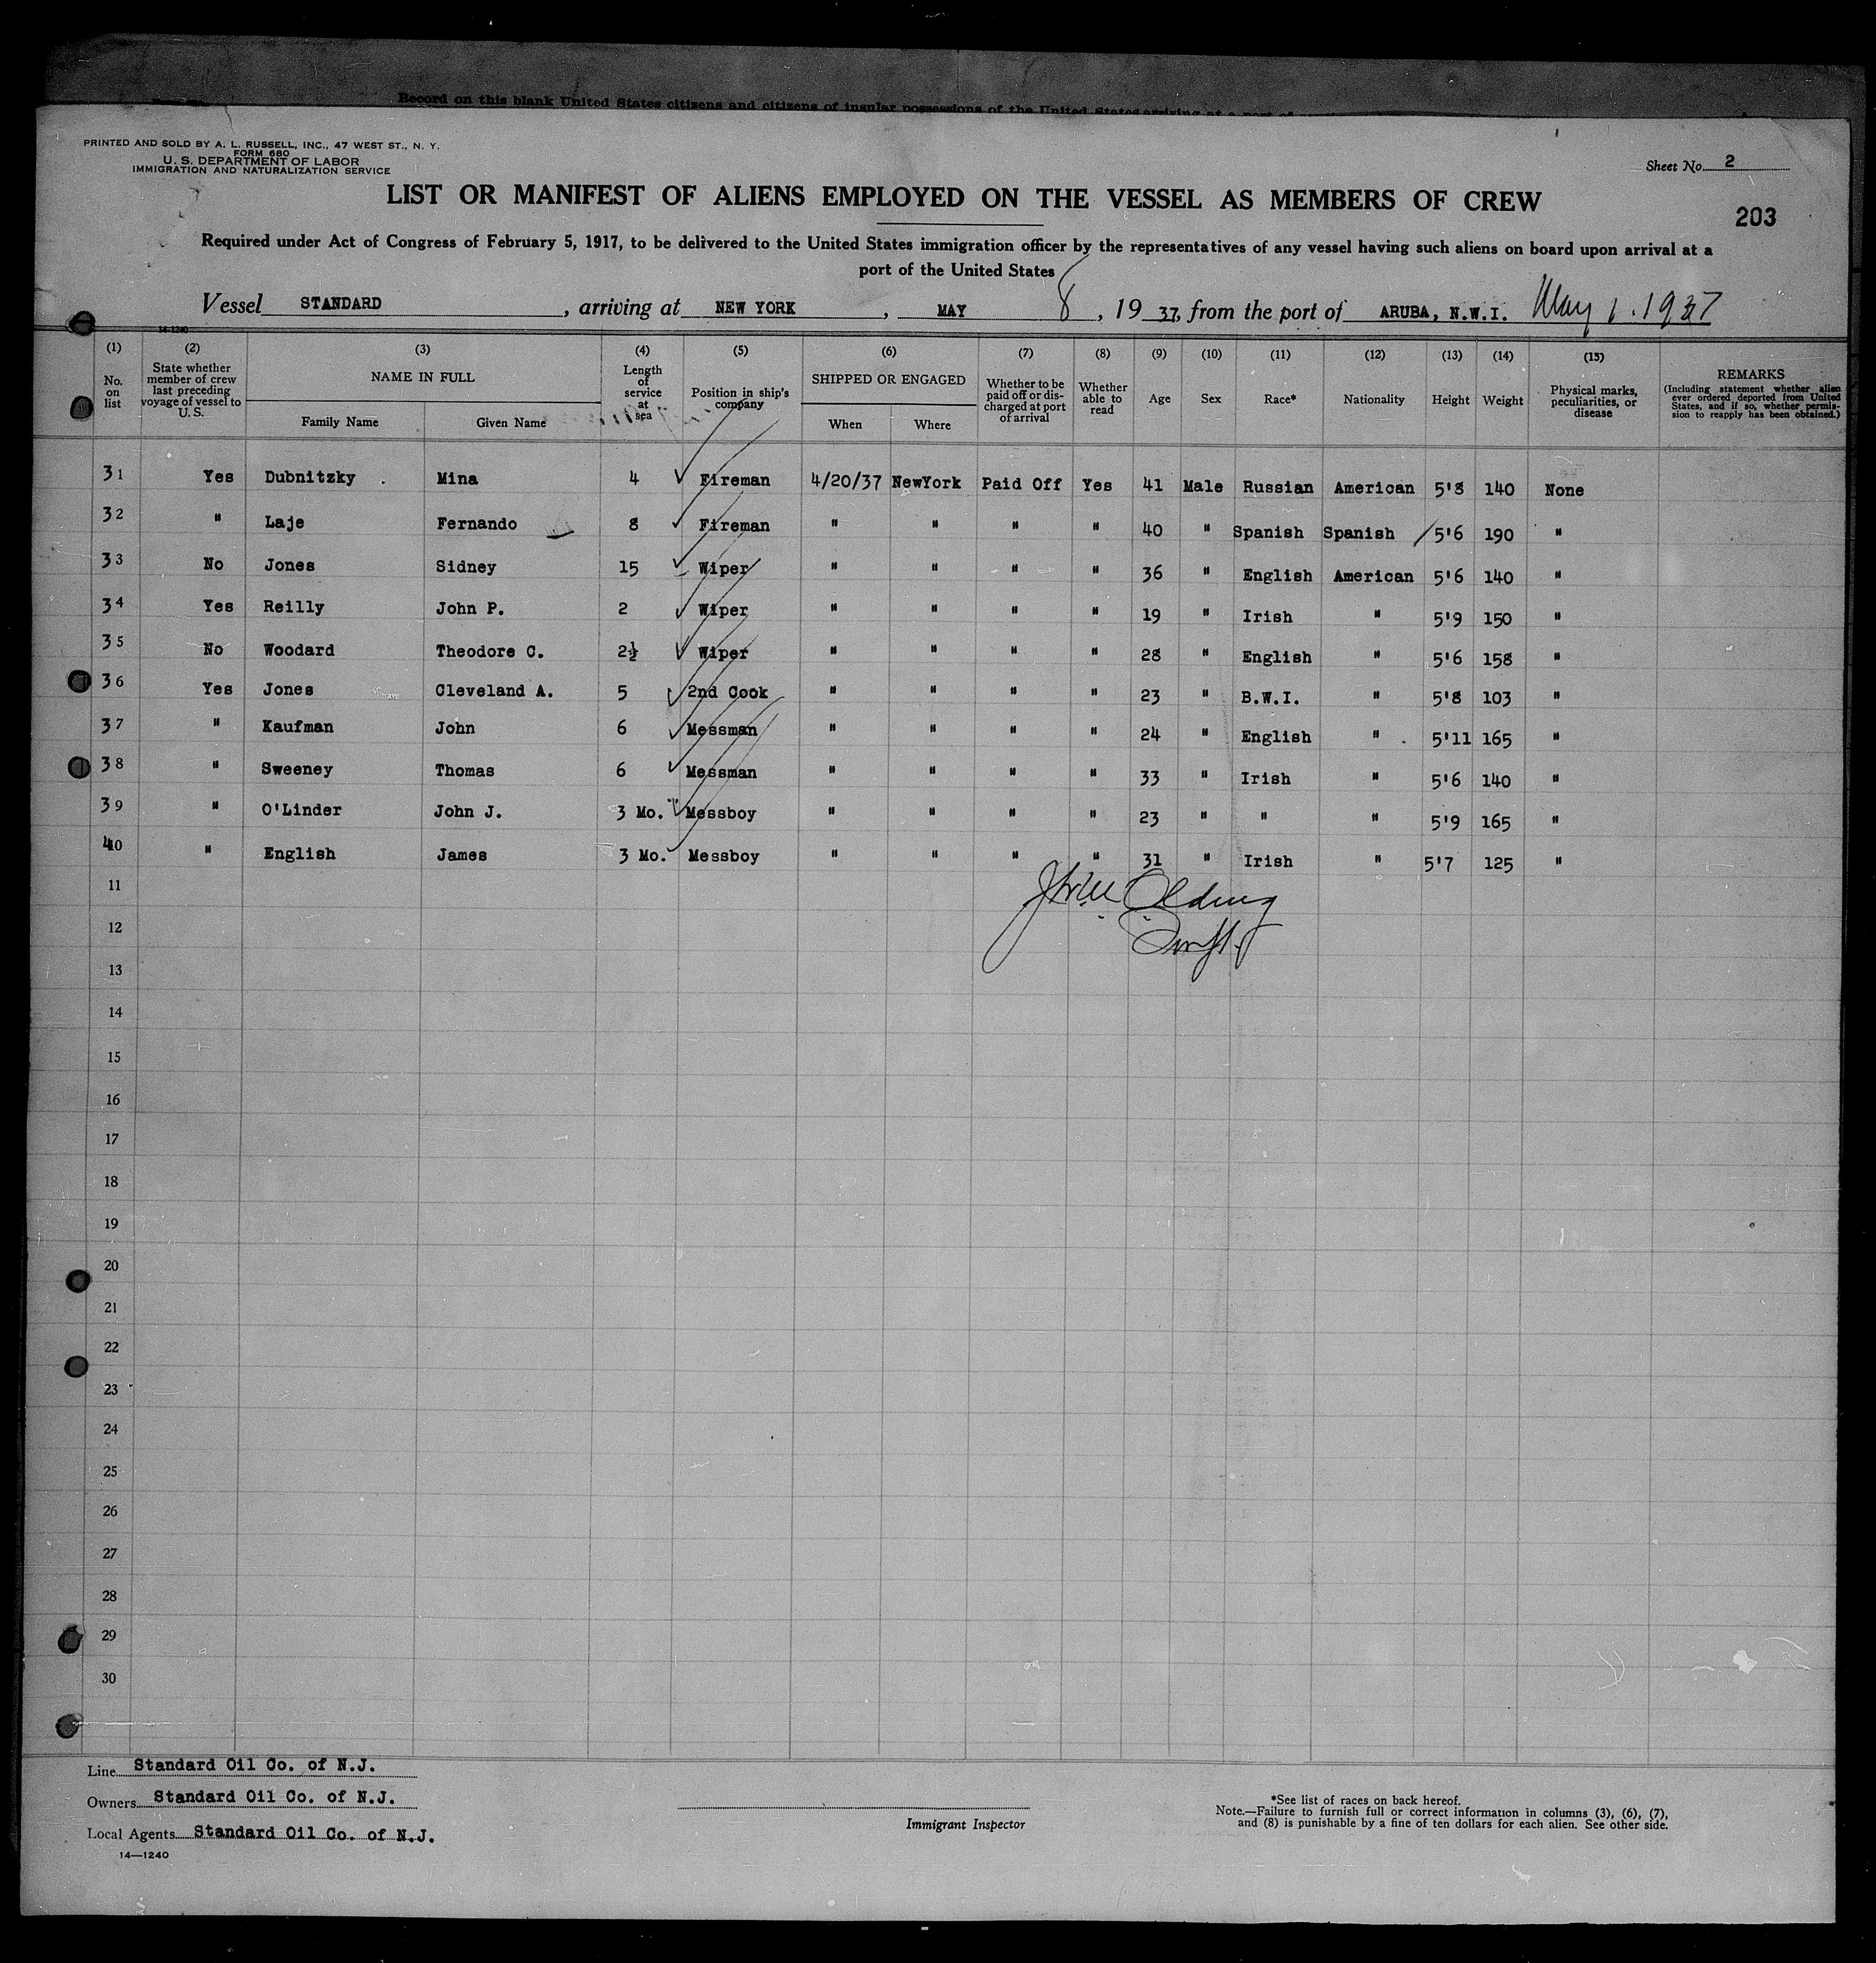 Record on this blank United States citizens and citizens of insular possessions of the United States arriving at a port of
PRINTED AND SOLD BY A. L. RUSSELL, INC., 47 WEST ST., N. Y.
FORM 680
U. S. DEPARTMENT OF LABOR
IMMIGRATION AND NATURALIZATION SERVICE
Sheet No. 2
LIST OR MANIFEST OF ALIENS EMPLOYED ON THE VESSEL AS MEMBERS OF CREW
203
Required under Act of Congress of February 5, 1917, to be delivered to the United States immigration officer by the representatives of any vessel having such aliens on board upon arrival at a
port of the United States
Vessel STANDARD, arriving at NEW YORK, MAY 8, 1937, from the port of ARUBA, N.W.I. May 1. 1937
14-1240
(1) (2) (3) (4) (5) (6) (7) (8) (9) (10) (11) (12) (13) (14) (15)
No. on list
State whether member of crew last preceding voyage of vessel to U. S.
NAME IN FULL
Family Name Given Name
Length of service at sea
Position in ship's company
SHIPPED OR ENGAGED
When Where
Whether to be paid off or discharged at port of arrival
Whether able to read
Age Sex Race* Nationality Height Weight
Physical marks, peculiarities, or disease
REMARKS
(Including statement whether alien ever ordered deported from United States, and if so, whether permission to reapply has been obtained.)
31 Yes Dubnitzky Mina 4 Fireman 4/20/37 NewYork Paid Off Yes 41 Male Russian American 5'8 140 None
32 " Laje Fernando 8 Fireman " " " " 40 " Spanish Spanish 5'6 190 "
33 No Jones Sidney 15 Wiper " " " " 36 " English American 5'6 140 "
34 Yes Reilly John P. 2 Wiper " " " " 19 " Irish " 5'9 150 "
35 No Woodard Theodore C. 2½ Wiper " " " " 28 " English " 5'6 158 "
36 Yes Jones Cleveland A. 5 2nd Cook " " " " 23 " B.W.I. " 5'8 103 "
37 " Kaufman John 6 Messman " " " " 24 " English " 5'11 165 "
38 " Sweeney Thomas 6 Messman " " " " 33 " Irish " 5'6 140 "
39 " O'Linder John J. 3 Mo. Messboy " " " " 23 " " " 5'9 165 "
40 " English James 3 Mo. Messboy " " " " 31 " Irish " 5'7 125 "
11
12
13
14
15
16
17
18
19
20
21
22
23
24
25
26
27
28
29
30
Line Standard Oil Co. of N.J.
Owners Standard Oil Co. of N.J.
Local Agents Standard Oil Co. of N.J.
14—1240
Immigrant Inspector
*See list of races on back hereof.
Note.—Failure to furnish full or correct information in columns (3), (6), (7),
and (8) is punishable by a fine of ten dollars for each alien. See other side.